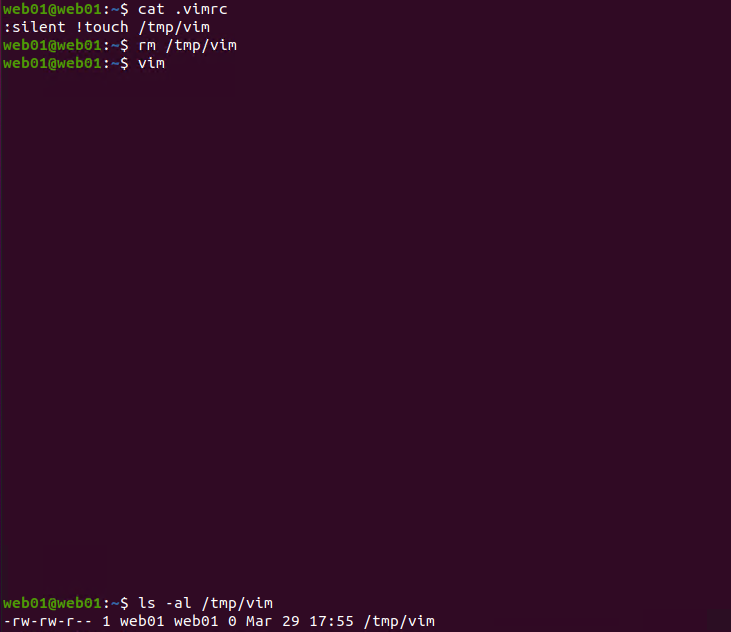 web01@web01:~$ cat .vimrc
:silent !touch /tmp/vim
web01@web01:~$ rm /tmp/vim
web01@web01:~$ vim
web01@web01:~$ ls -al /tmp/vim
-rw-rw-r-- 1 web01 web01 0 Mar 29 17:55 /tmp/vim